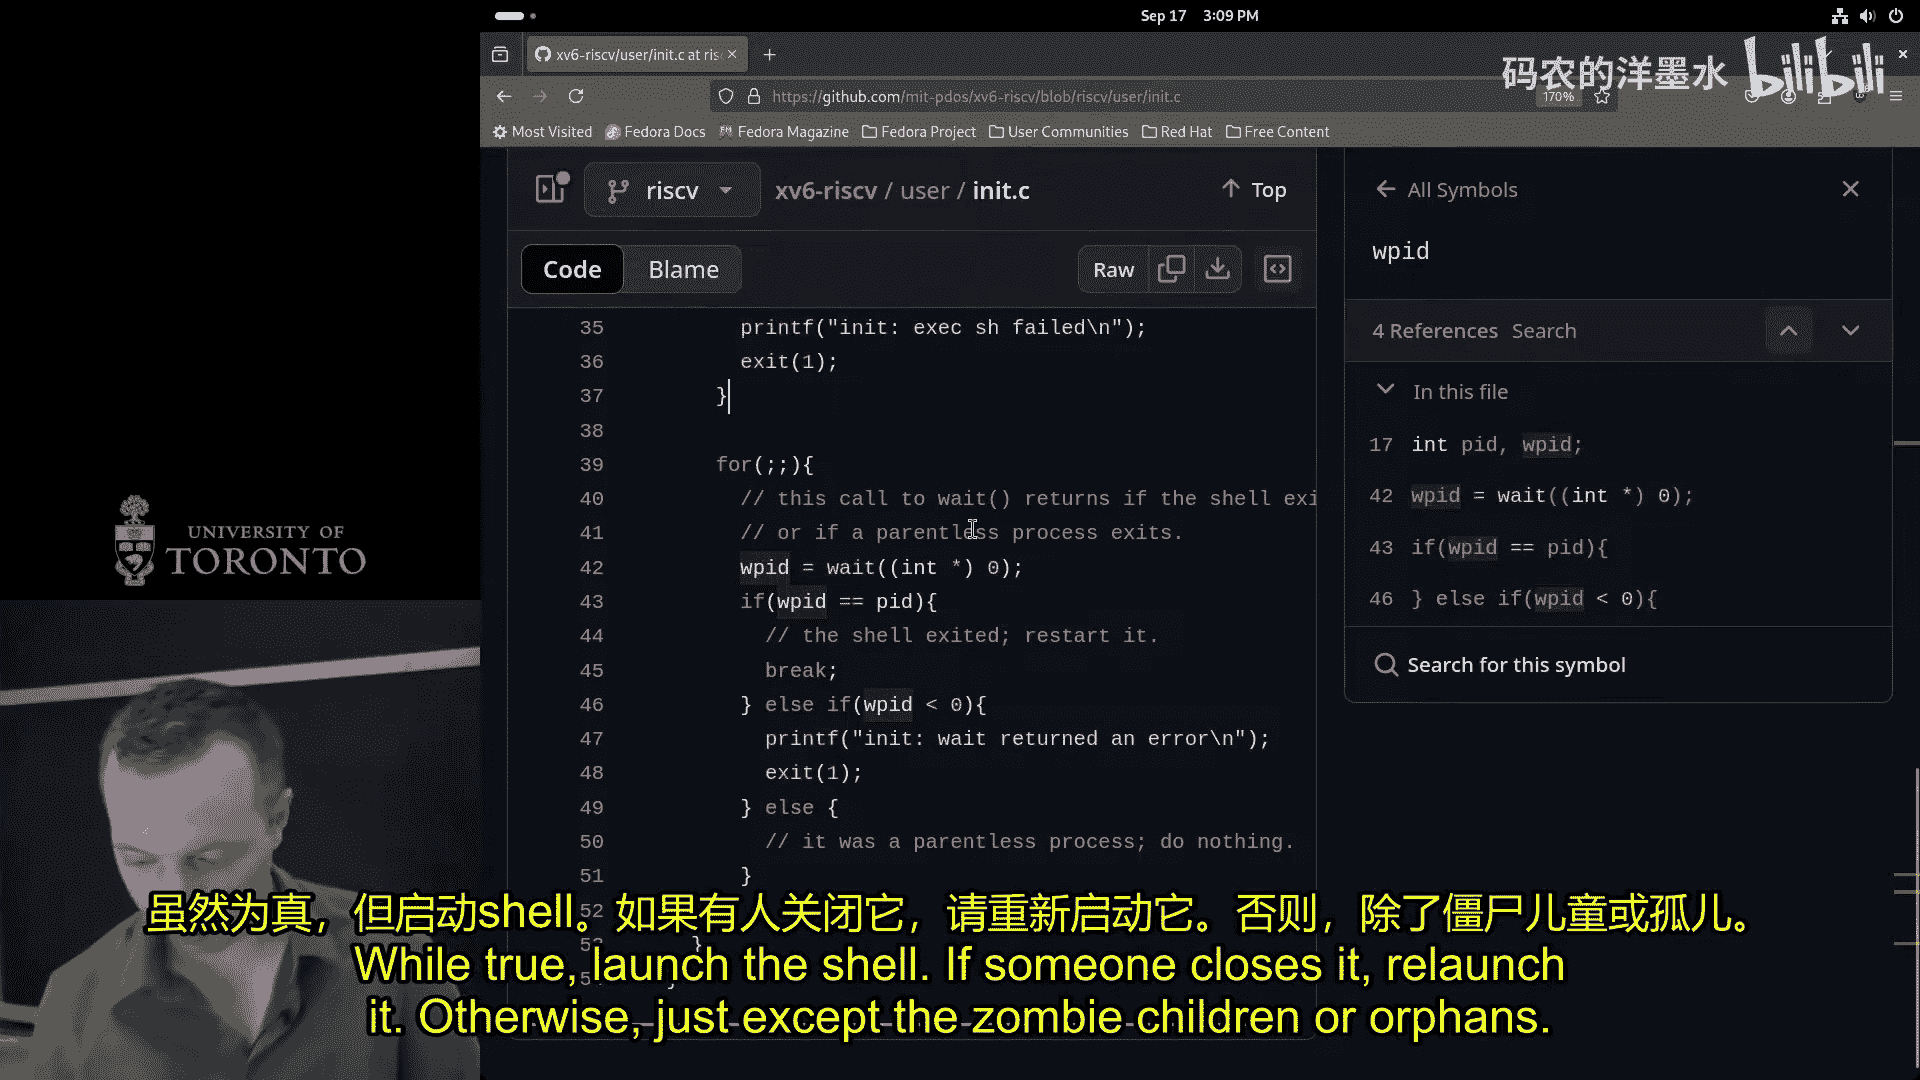 Sep 17 3:09 PM
xv6-riscv/user/init.c at ris
码农的洋墨水 bilibili
https://github.com/mit-pdos/xv6-riscv/blob/riscv/user/init.c
170%
Most Visited Fedora Docs Fedora Magazine Fedora Project User Communities Red Hat Free Content
riscv xv6-riscv / user / init.c Top
Code Blame Raw
35 printf("init: exec sh failed\n");
36 exit(1);
37 }
38
39 for(;;){
40 // this call to wait() returns if the shell exi
41 // or if a parentless process exits.
42 wpid = wait((int *) 0);
43 if(wpid == pid){
44 // the shell exited; restart it.
45 break;
46 } else if(wpid < 0){
47 printf("init: wait returned an error\n");
48 exit(1);
49 } else {
50 // it was a parentless process; do nothing.
51 }
52
53 }
All Symbols
wpid
4 References Search
In this file
17 int pid, wpid;
42 wpid = wait((int *) 0);
43 if(wpid == pid){
46 } else if(wpid < 0){
Search for this symbol
UNIVERSITY OF
TORONTO
虽然为真，但启动shell。如果有人关闭它，请重新启动它。否则，除了僵尸儿童或孤儿。
While true, launch the shell. If someone closes it, relaunch
it. Otherwise, just except the zombie children or orphans.